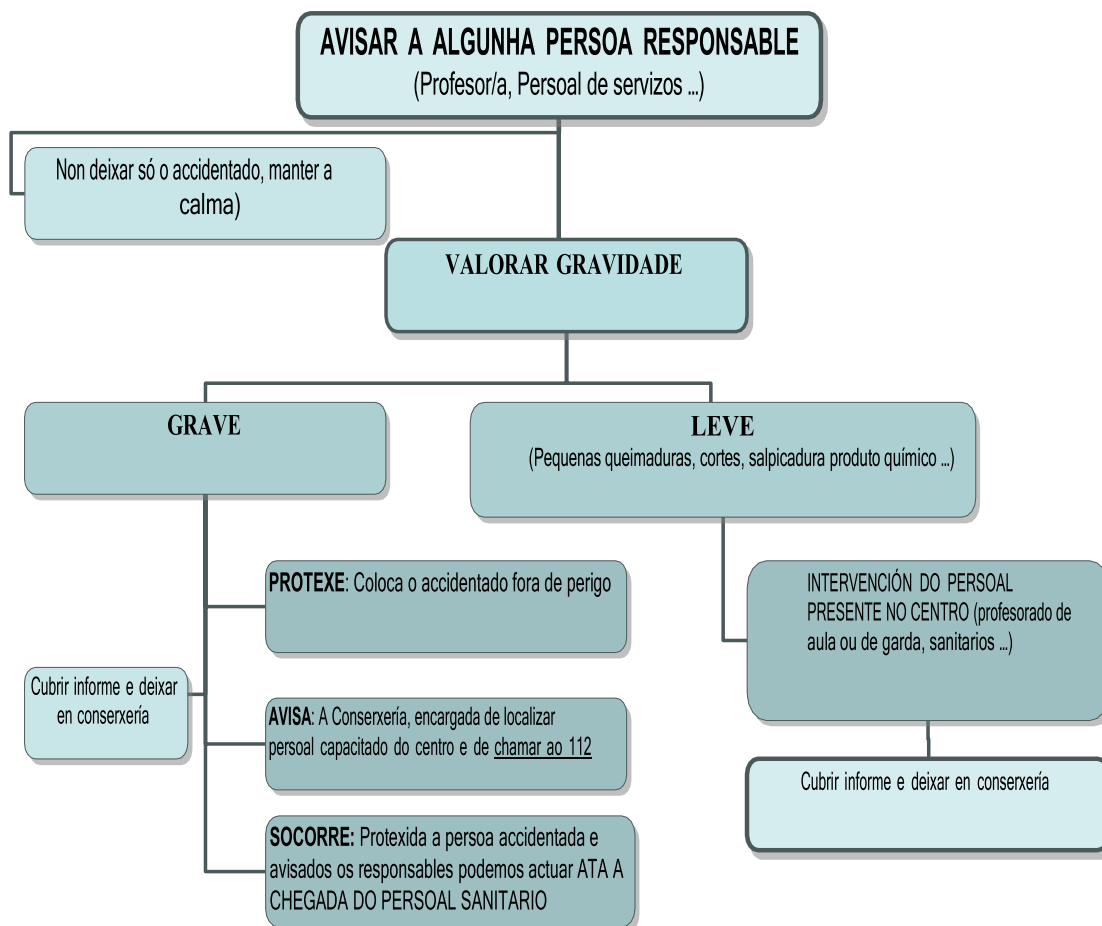 AVISAR A ALGUNHA PERSOA RESPONSABLE
(Profesor/a, Persoal de servizos ...)
Non deixar só o accidentado, manter a
calma)
VALORAR GRAVIDADE
GRAVE
LEVE
(Pequenas queimaduras, cortes, salpicadura produto químico ...)
PROTEXE: Coloca o accidentado fora de perigo
INTERVENCIÓN DO PERSOAL
PRESENTE NO CENTRO (profesorado de
aula ou de garda, sanitarios ...)
Cubrir informe e deixar
en conserxería
AVISA: A Conserxería, encargada de localizar
persoal capacitado do centro e de chamar ao 112
Cubrir informe e deixar en conserxería
SOCORRE: Protexida a persoa accidentada e
avisados os responsables podemos actuar ATA A
CHEGADA DO PERSOAL SANITARIO